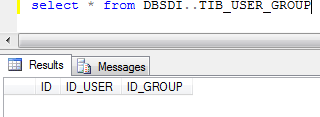 select * from DBSDI..TIB_USER_GROUP
Results Messages
ID ID_USER ID_GROUP